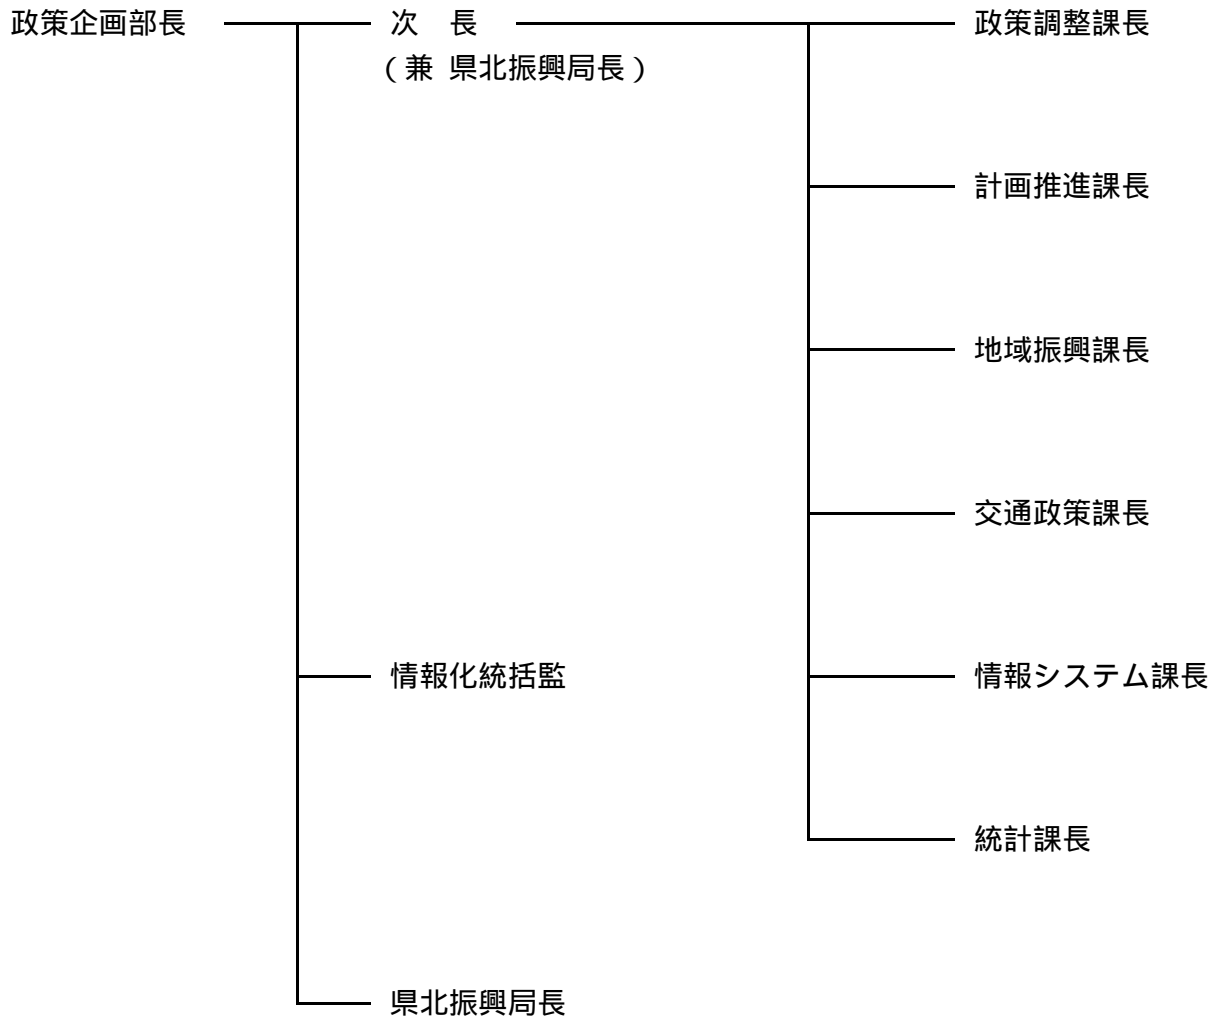 政策企画部長 次　長 政策調整課長
(兼 県北振興局長)
計画推進課長
地域振興課長
交通政策課長
情報化統括監 情報システム課長
統計課長
県北振興局長